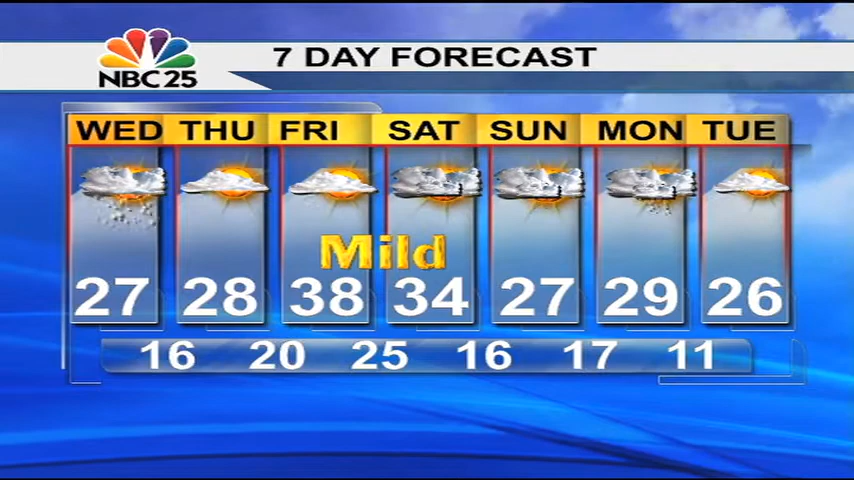 7 DAY FORECAST
NBC25
WED THU FRI SAT SUN MON TUE
Mild
27 28 38 34 27 29 26
16 20 25 16 17 11